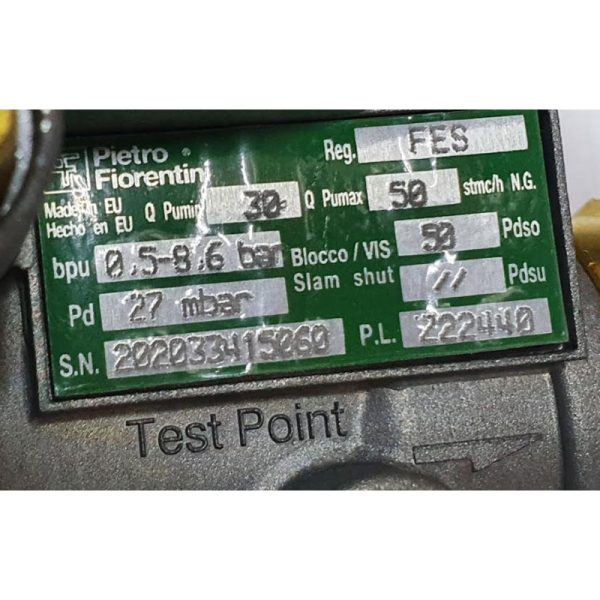 Pietro
Fiorentini
Reg. FES
Made in EU
Hecho en EU
Q Pumin 30 Q Pumax 50 stmc/h N.G.
bpu 0,5-8,6 bar
Blocco / VIS
Slam shut
50 Pdso
// Pdsu
Pd 27 mbar
S.N. 202033415060
P.L. 222440
Test Point